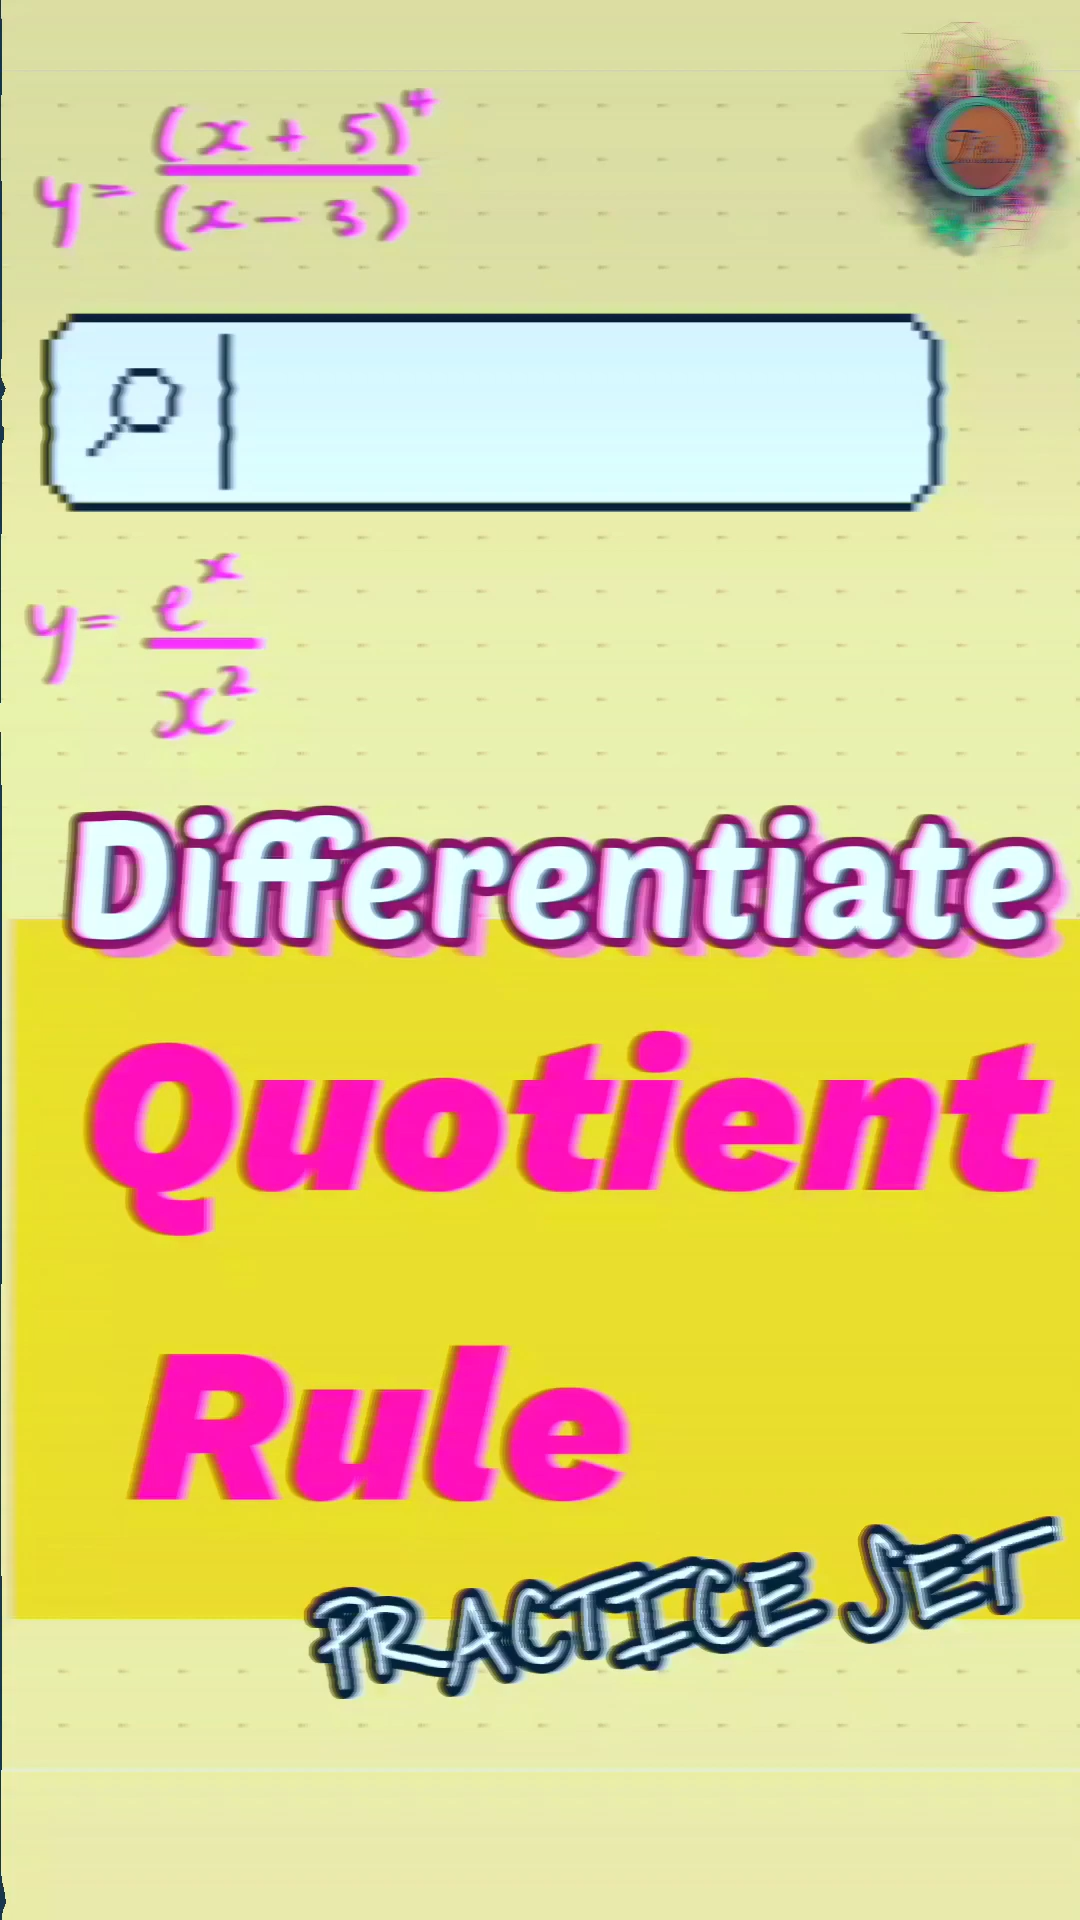 y= (x + 5)⁴
(x - 3)
y= eˣ
x²
Differentiate
Quotient
Rule
PRACTICE SET